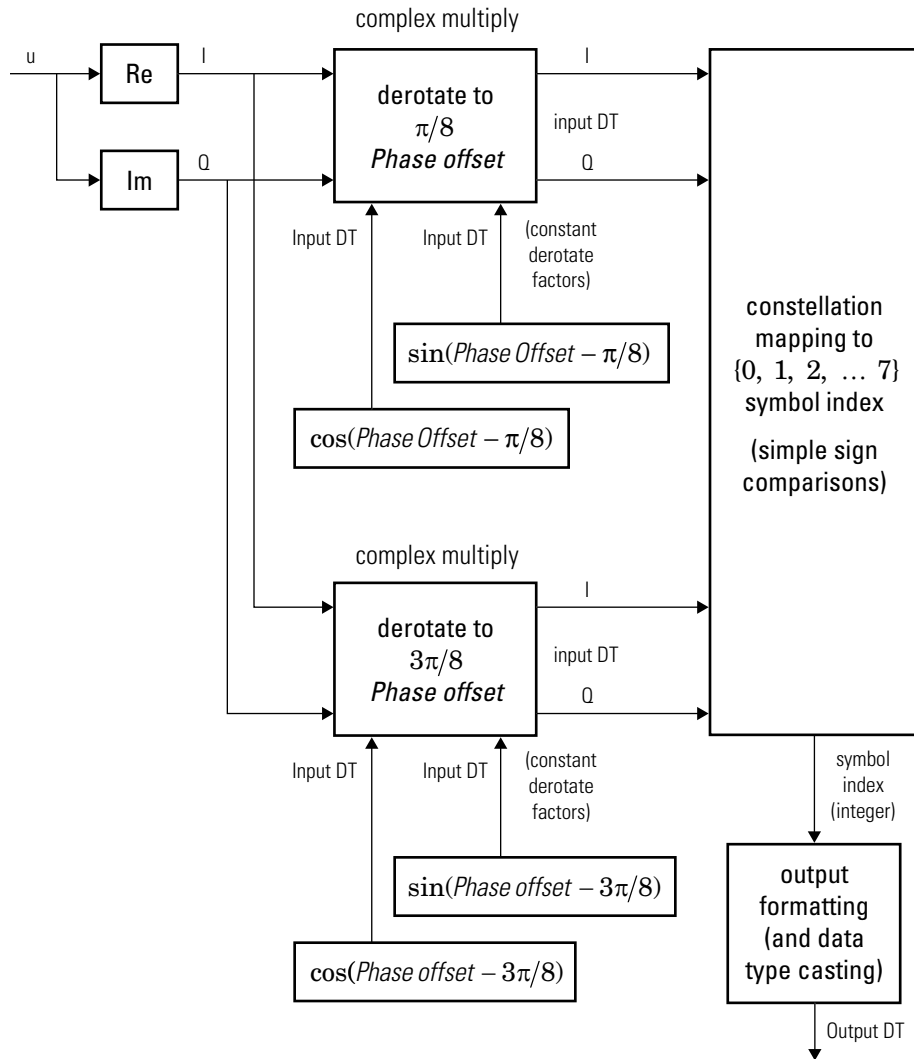 complex multiply
u
Re
I
derotate to
π/8
Phase offset
I
input DT
Im
Q
Q
Input DT
Input DT
(constant
derotate
factors)
sin(Phase Offset − π/8)
cos(Phase Offset − π/8)
constellation
mapping to
{0, 1, 2, … 7}
symbol index
(simple sign
comparisons)
complex multiply
derotate to
3π/8
Phase offset
I
input DT
Q
Input DT
Input DT
(constant
derotate
factors)
sin(Phase offset − 3π/8)
cos(Phase offset − 3π/8)
symbol
index
(integer)
output
formatting
(and data
type casting)
Output DT